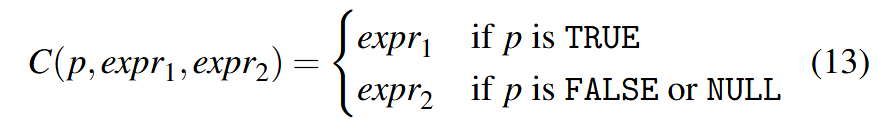 C(p,expr₁,expr₂) = { expr₁ if p is TRUE
expr₂ if p is FALSE or NULL (13)